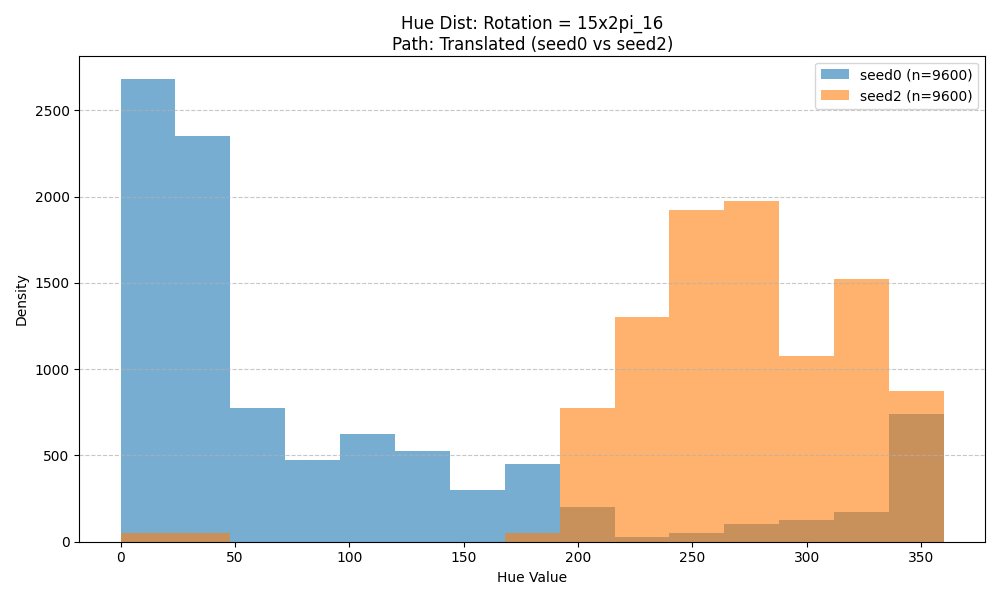 Hue Dist: Rotation = 15x2pi_16
Path: Translated (seed0 vs seed2)
seed0 (n=9600)
seed2 (n=9600)
Density
2500
2000
1500
1000
500
0
0 50 100 150 200 250 300 350
Hue Value